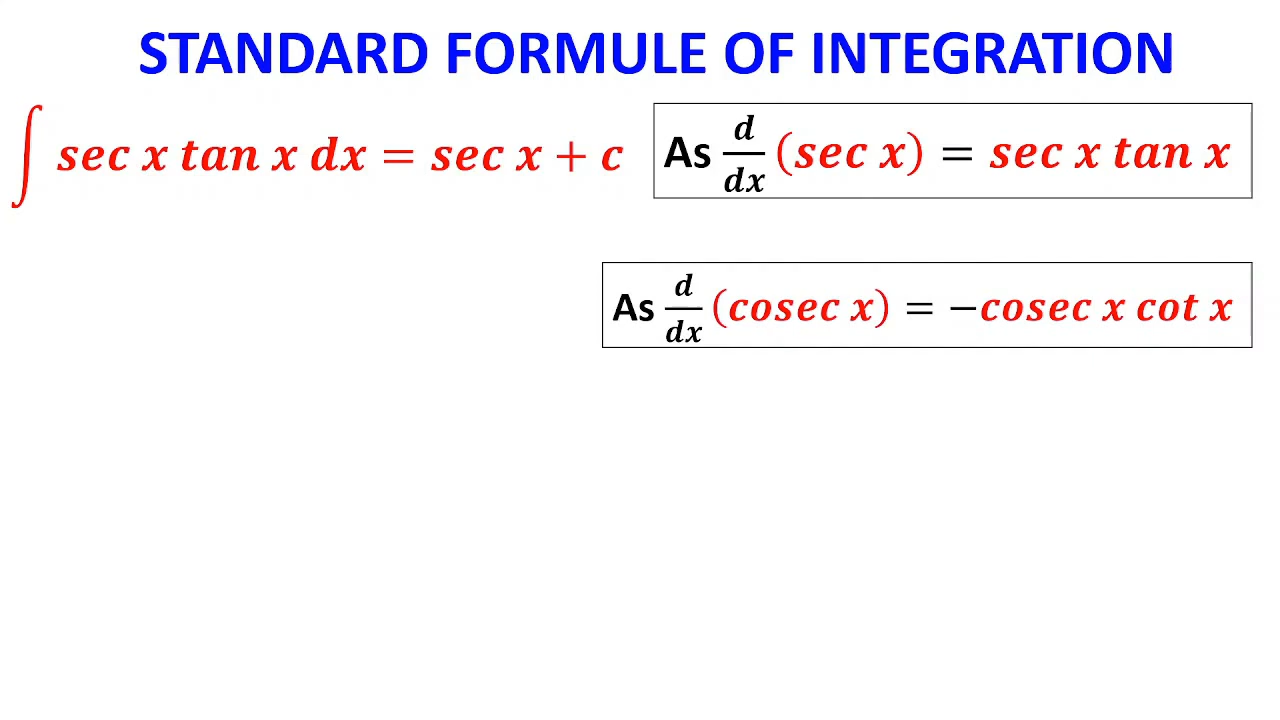 STANDARD FORMULE OF INTEGRATION
∫ sec x tan x dx = sec x + c
As d/dx (sec x) = sec x tan x
As d/dx (cosec x) = −cosec x cot x